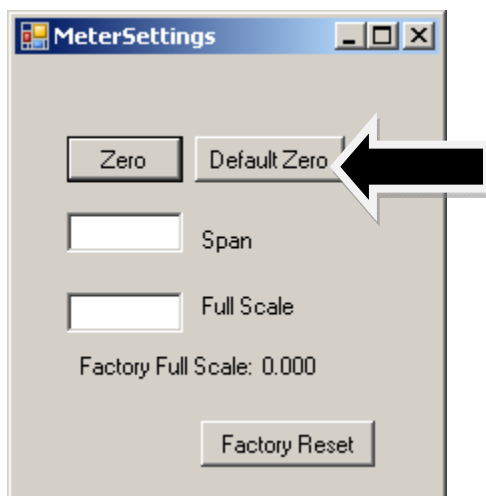 MeterSettings
Zero Default Zero
Span
Full Scale
Factory Full Scale: 0.000
Factory Reset